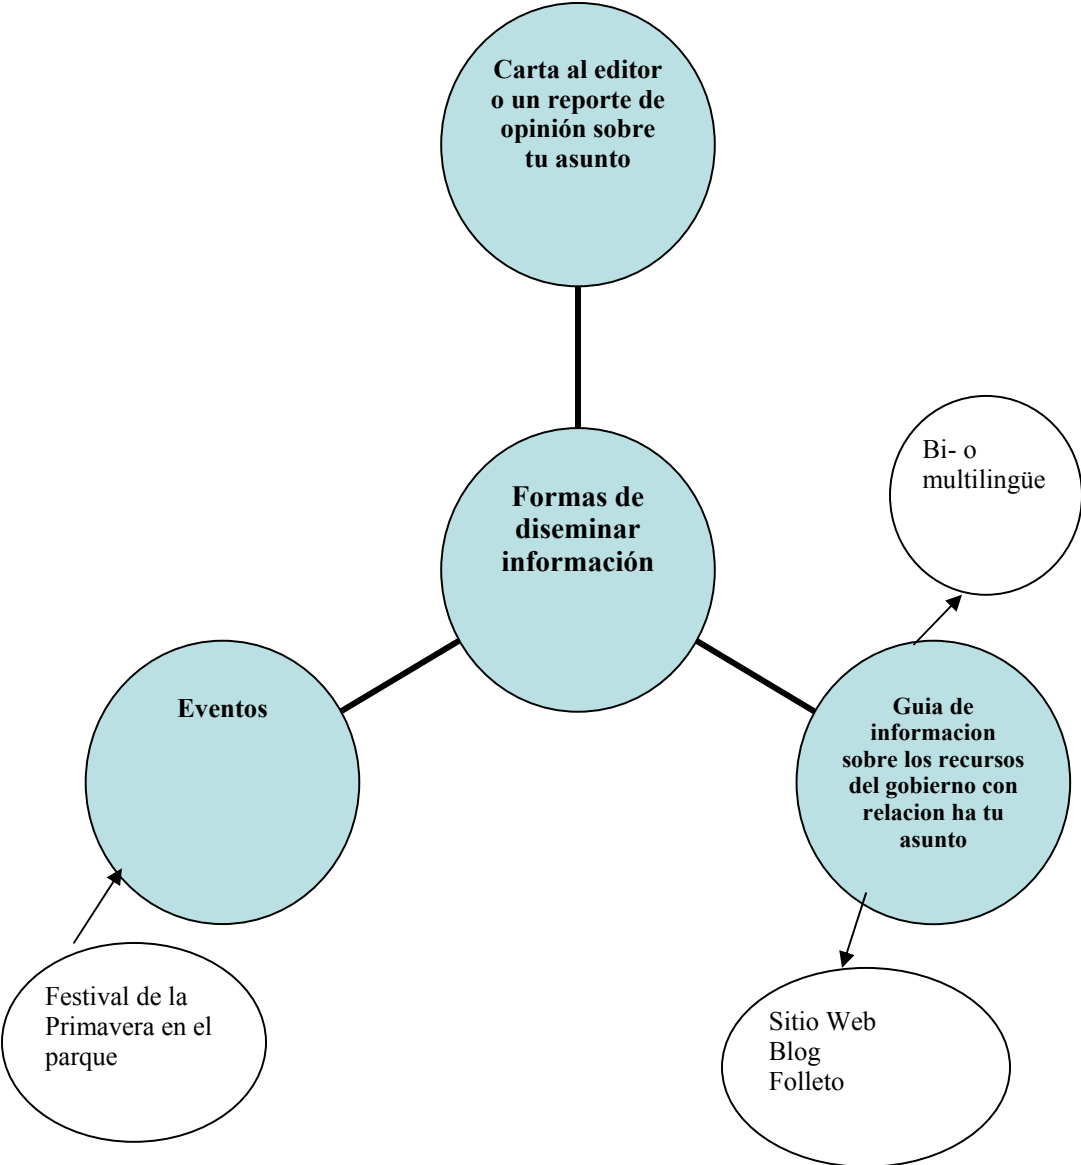 Carta al editor
o un reporte de
opinión sobre
tu asunto
Bi- o
multilingüe
Formas de
diseminar
información
Eventos
Guia de
informacion
sobre los recursos
del gobierno con
relacion ha tu
asunto
Festival de la
Primavera en el
parque
Sitio Web
Blog
Folleto